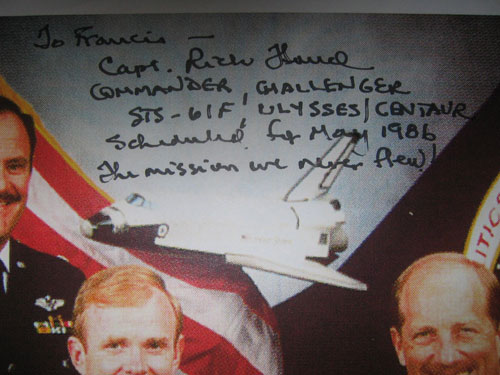 To Francis —
Capt. Rick Hauck
COMMANDER, CHALLENGER
STS-61F, ULYSSES/CENTAUR
Scheduled for May 1986
The mission we never flew!
ITICS